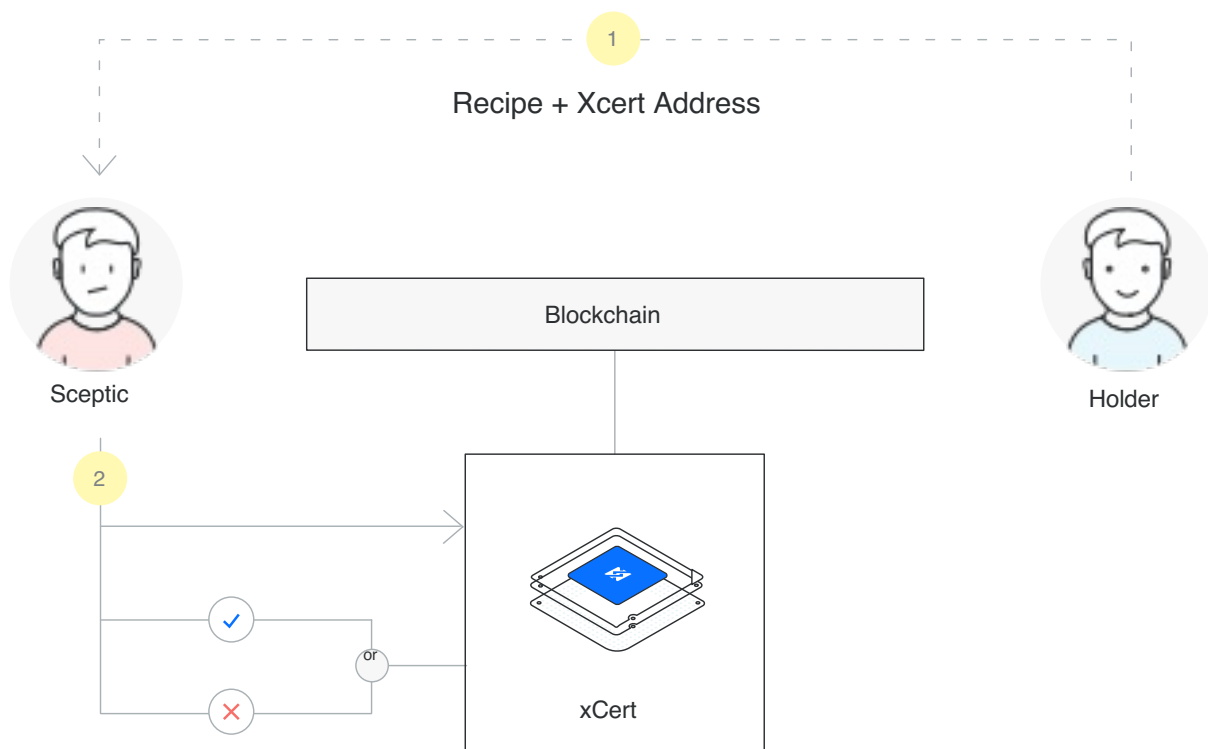 1
Recipe + Xcert Address
Blockchain
Sceptic
Holder
2
or
xCert